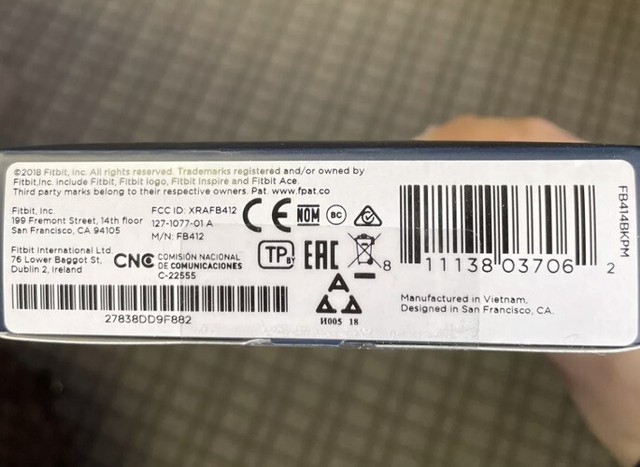 ©2018 Fitbit, Inc. All rights reserved. Trademarks registered and/or owned by
Fitbit,Inc. include Fitbit, Fitbit logo, Fitbit Inspire and Fitbit Ace.
Third party marks belong to their respective owners. Pat. www.fpat.co
Fitbit, Inc.
199 Fremont Street, 14th floor
San Francisco, CA 94105
FCC ID: XRAFB412
127-1077-01 A
M/N: FB412
CE NOM BC
Fitbit International Ltd
76 Lower Baggot St,
Dublin 2, Ireland
CNC COMISIÓN NACIONAL
DE COMUNICACIONES
C-22555
TP BY EAC 8
И005 18
27838DD9F882
11138 03706 2
FB414BKPM
Manufactured in Vietnam,
Designed in San Francisco, CA.